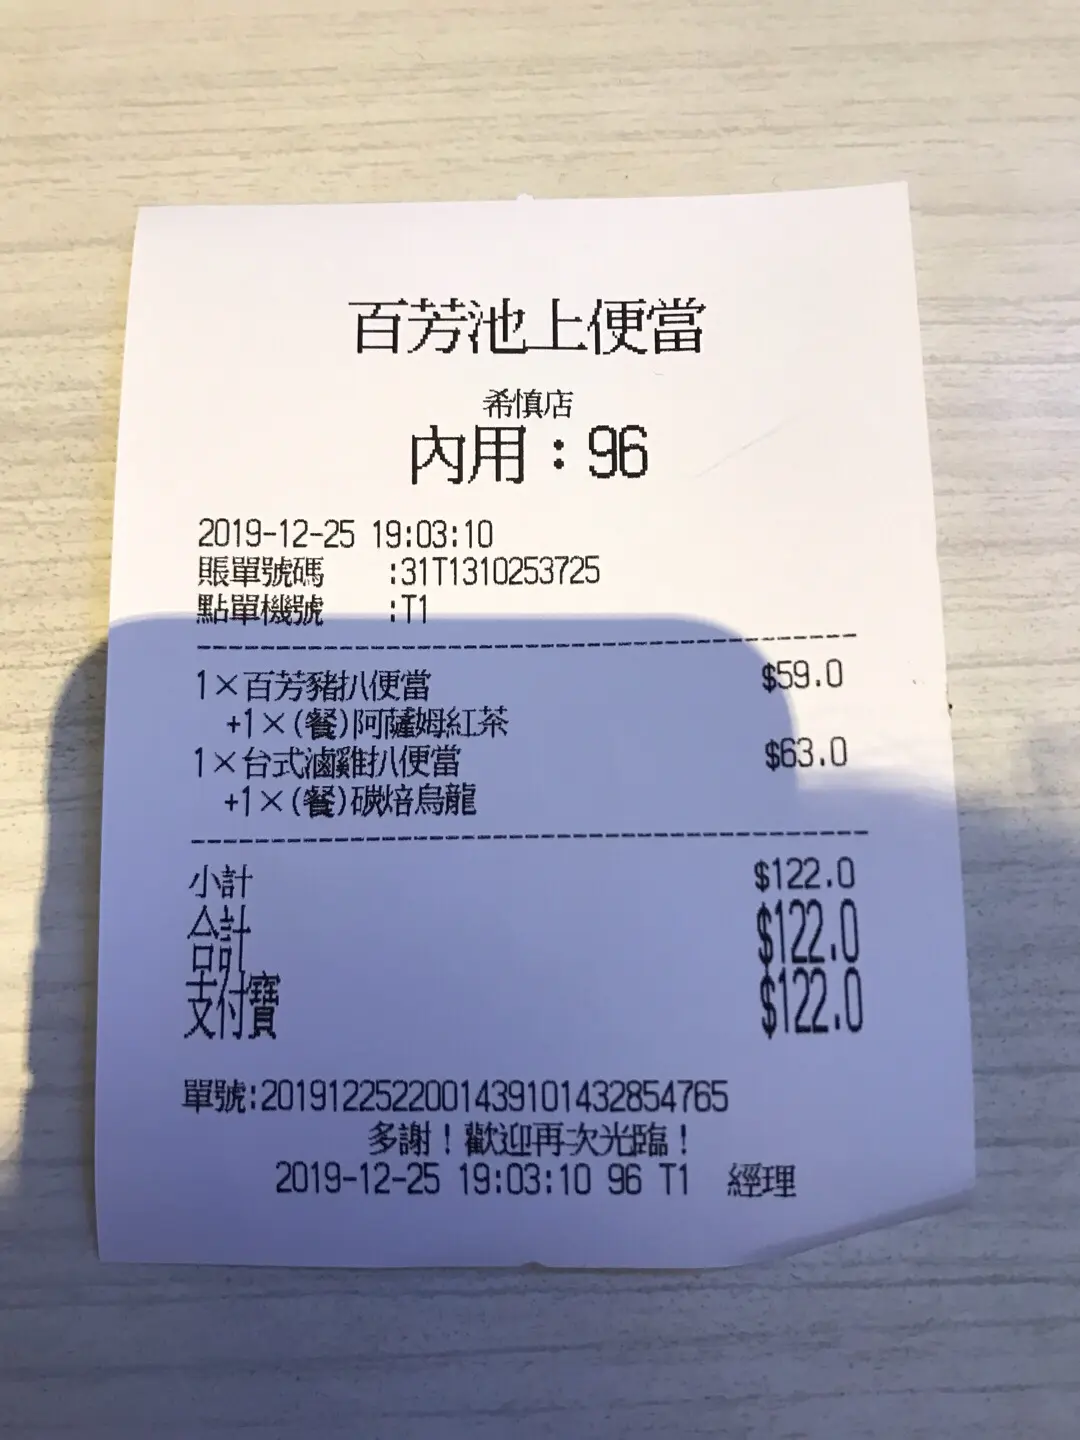 百芳池上便當
希慎店
內用：96
2019-12-25 19:03:10
賬單號碼 :31T1310253725
點單機號 :T1
1×百芳豬扒便當 $59.0
+1×(餐)阿薩姆紅茶
1×台式滷雞扒便當 $63.0
+1×(餐)碳焙烏龍
小計 $122.0
合計 $122.0
支付寶 $122.0
單號:2019122522001439101432854765
多謝！歡迎再次光臨！
2019-12-25 19:03:10 96 T1 經理